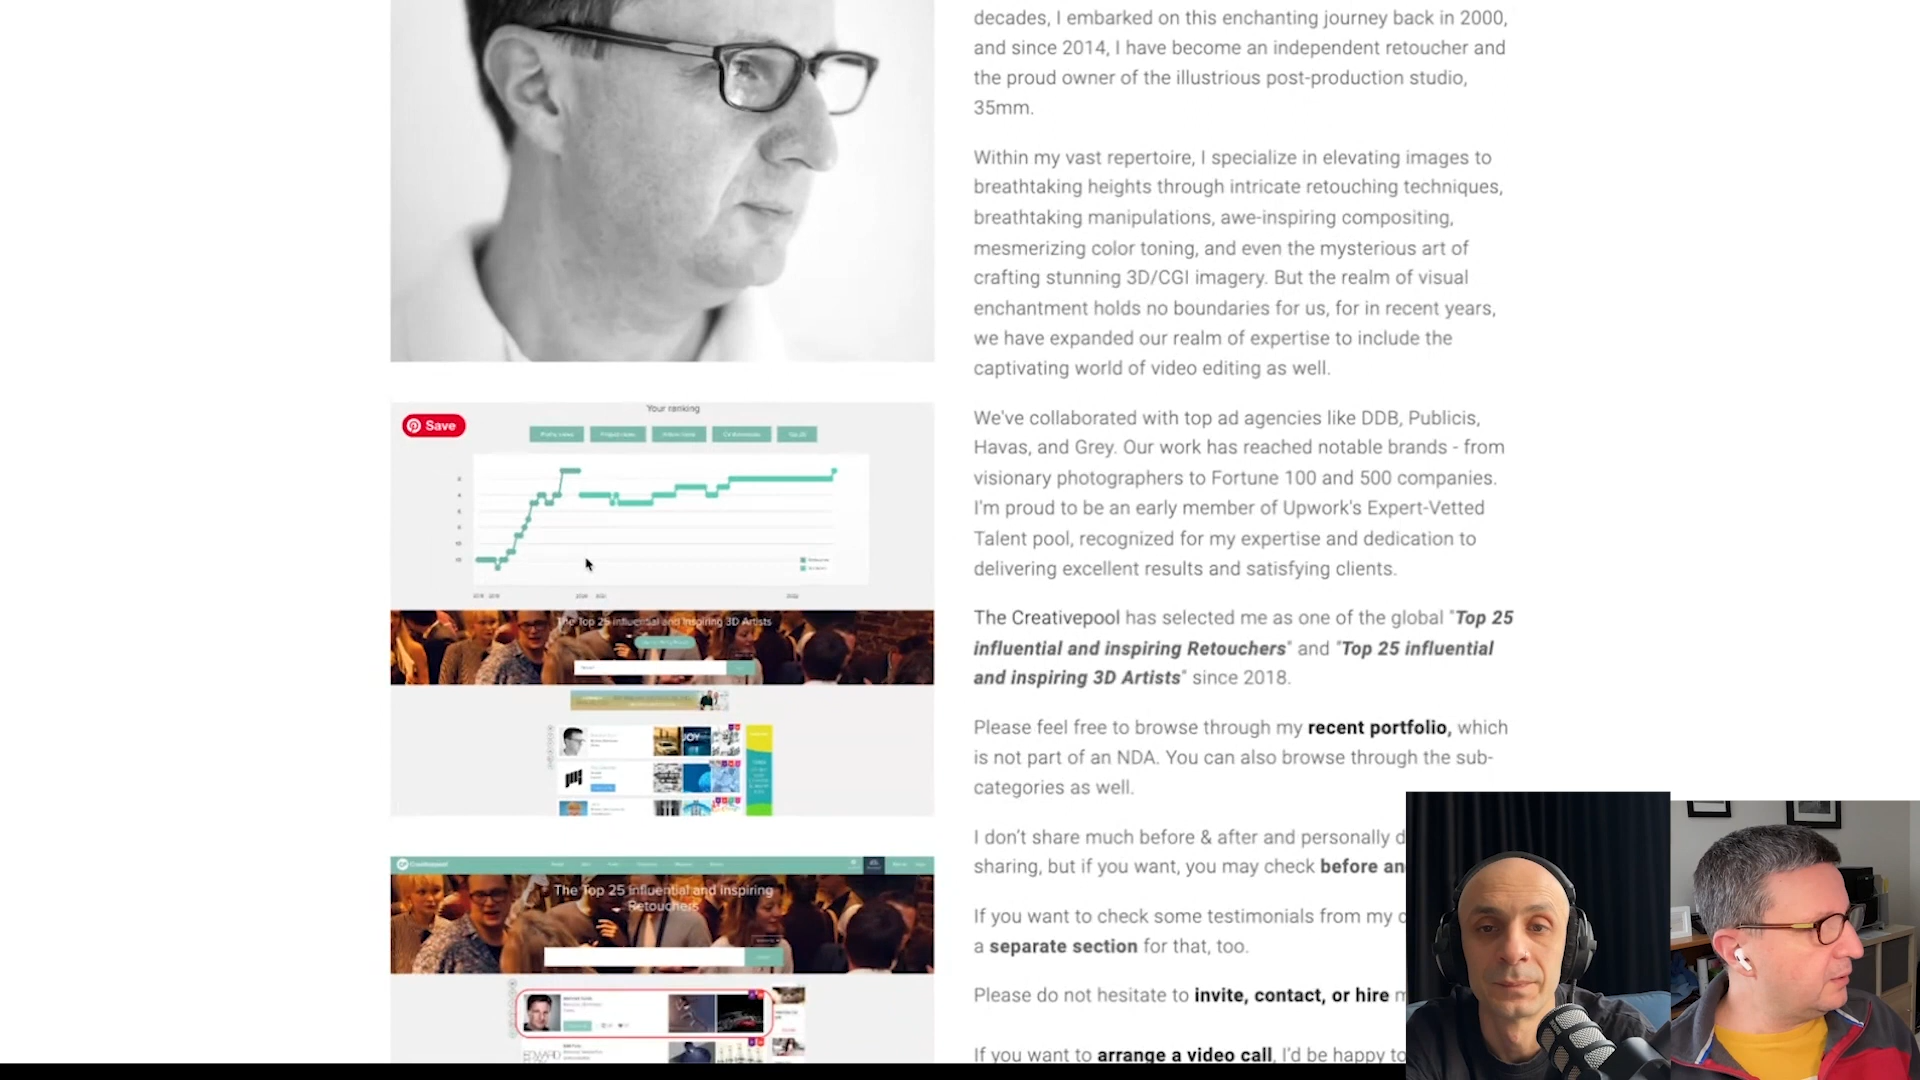 decades, I embarked on this enchanting journey back in 2000,
and since 2014, I have become an independent retoucher and
the proud owner of the illustrious post-production studio,
35mm.
Within my vast repertoire, I specialize in elevating images to
breathtaking heights through intricate retouching techniques,
breathtaking manipulations, awe-inspiring compositing,
mesmerizing color toning, and even the mysterious art of
crafting stunning 3D/CGI imagery. But the realm of visual
enchantment holds no boundaries for us, for in recent years,
we have expanded our realm of expertise to include the
captivating world of video editing as well.
We've collaborated with top ad agencies like DDB, Publicis,
Havas, and Grey. Our work has reached notable brands - from
visionary photographers to Fortune 100 and 500 companies.
I'm proud to be an early member of Upwork's Expert-Vetted
Talent pool, recognized for my expertise and dedication to
delivering excellent results and satisfying clients.
The Creativepool has selected me as one of the global "Top 25
influential and inspiring Retouchers" and "Top 25 influential
and inspiring 3D Artists" since 2018.
Please feel free to browse through my recent portfolio, which
is not part of an NDA. You can also browse through the sub-
categories as well.
I don't share much before & after and personally d
sharing, but if you want, you may check before an
If you want to check some testimonials from my c
a separate section for that, too.
Please do not hesitate to invite, contact, or hire m
If you want to arrange a video call, I'd be happy to
Save
Your ranking
Top 25
The Top 25 Influential and Inspiring 3D Artists
JOY
Creativepool
The Top 25 Influential and Inspiring
Retouchers